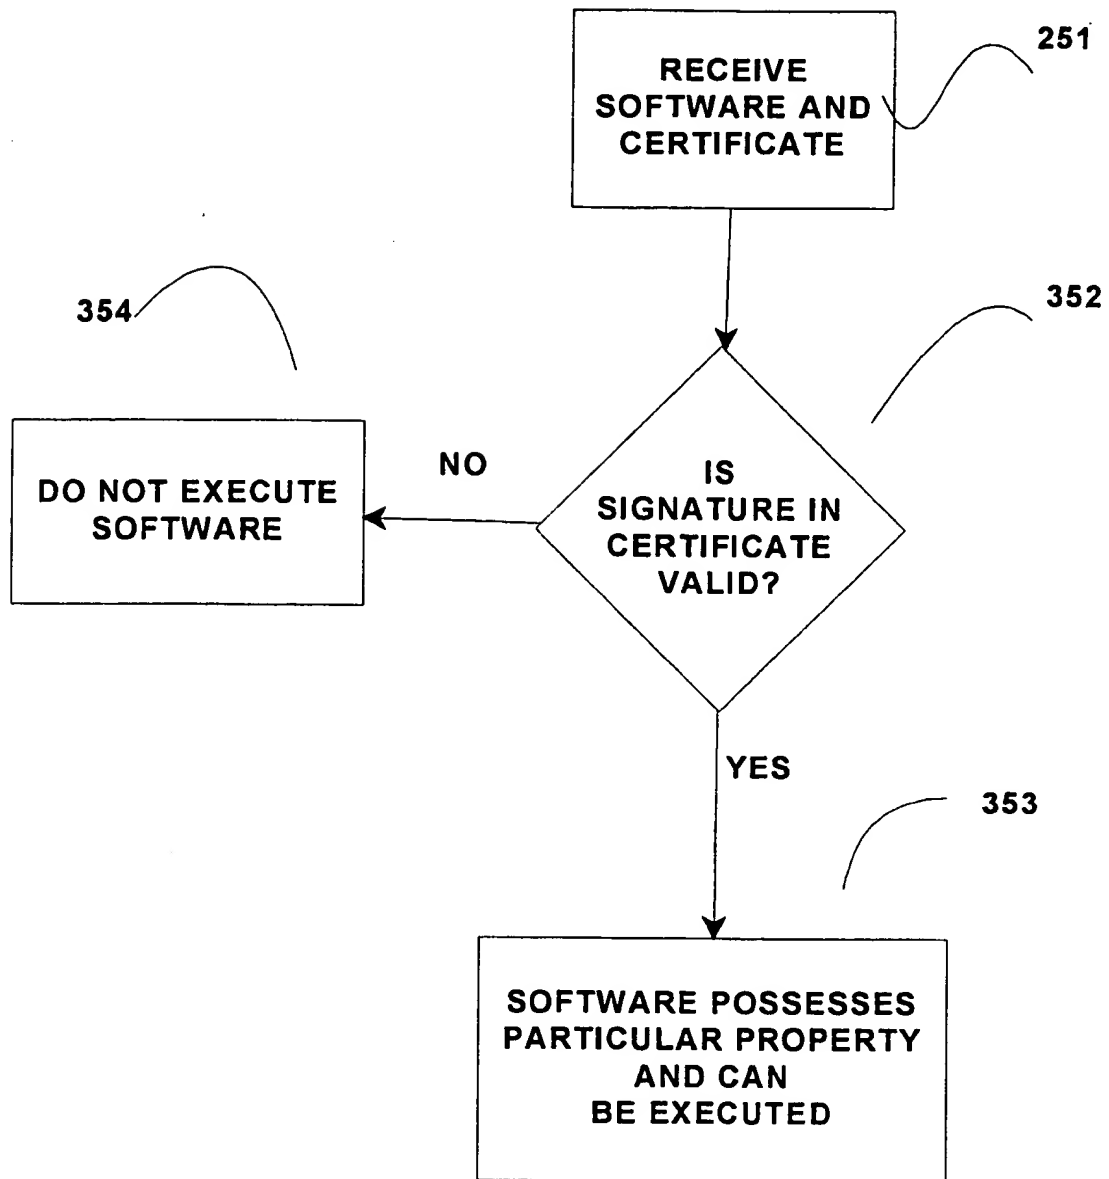 251
RECEIVE
SOFTWARE AND
CERTIFICATE
352
354
NO
DO NOT EXECUTE
SOFTWARE
IS
SIGNATURE IN
CERTIFICATE
VALID?
YES
353
SOFTWARE POSSESSES
PARTICULAR PROPERTY
AND CAN
BE EXECUTED